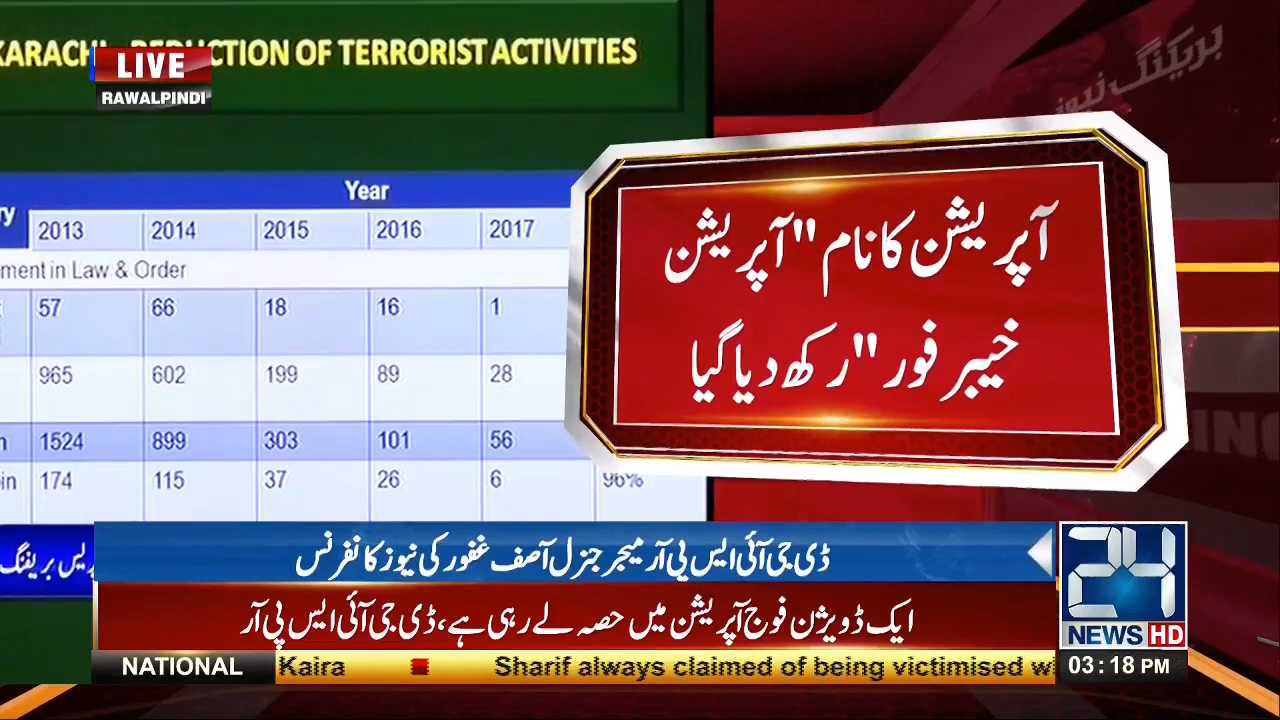 KARACHI - REDUCTION OF TERRORIST ACTIVITIES
LIVE
RAWALPINDI
بریکنگ نیوز
Year
2013 2014 2015 2016 2017
ment in Law & Order
57 66 18 16 1
965 602 199 89 28
1524 899 303 101 56
174 115 37 26 6 96%
آپریشن کا نام "آپریشن
خیبر فور" رکھ دیا گیا
پریس بریفنگ
ڈی جی آئی ایس پی آر میجر جنرل آصف غفور کی نیوز کانفرنس
ایک ڈویژن فوج آپریشن میں حصہ لے رہی ہے، ڈی جی آئی ایس پی آر
24
NEWS HD
NATIONAL
Kaira Sharif always claimed of being victimised w
03:18 PM